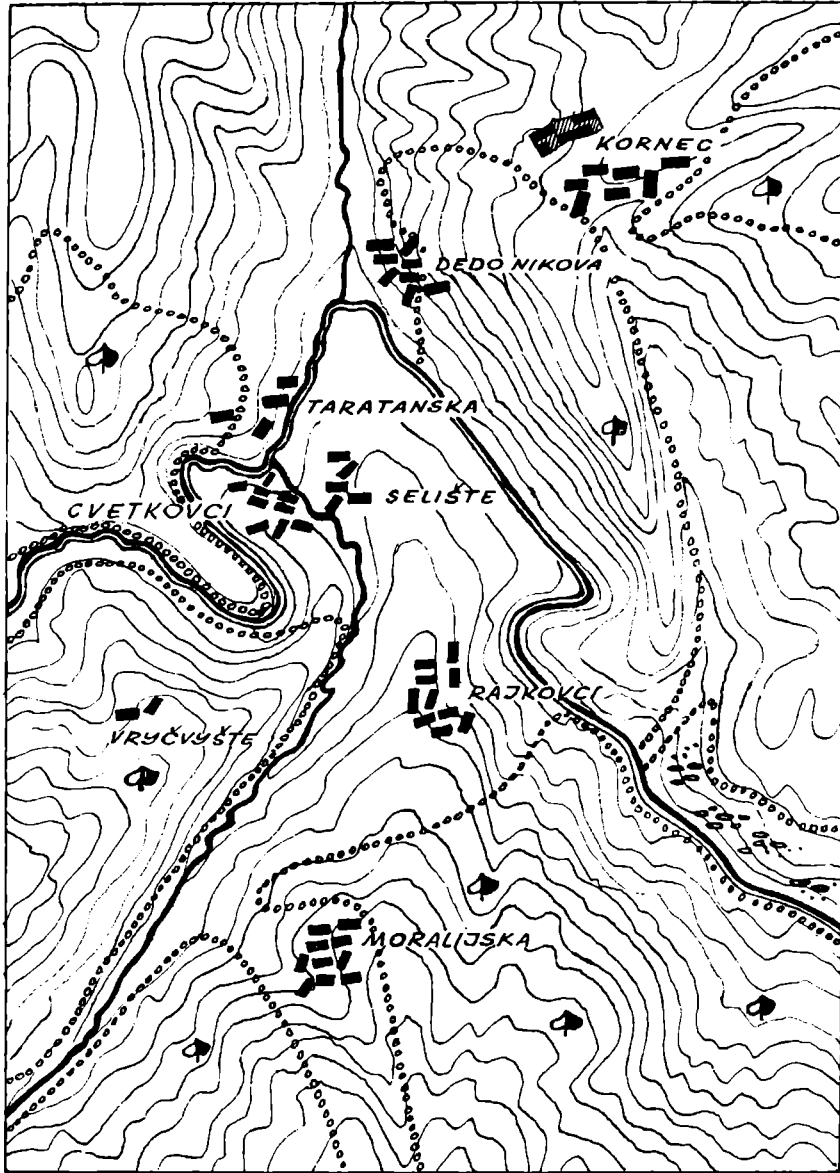 KORNEC
DEDO NIKOVA
TARATANSKA
SELIŠTE
CVETKOVCI
RAJKOVCI
VRYČVYŠTE
MORALIJSKA